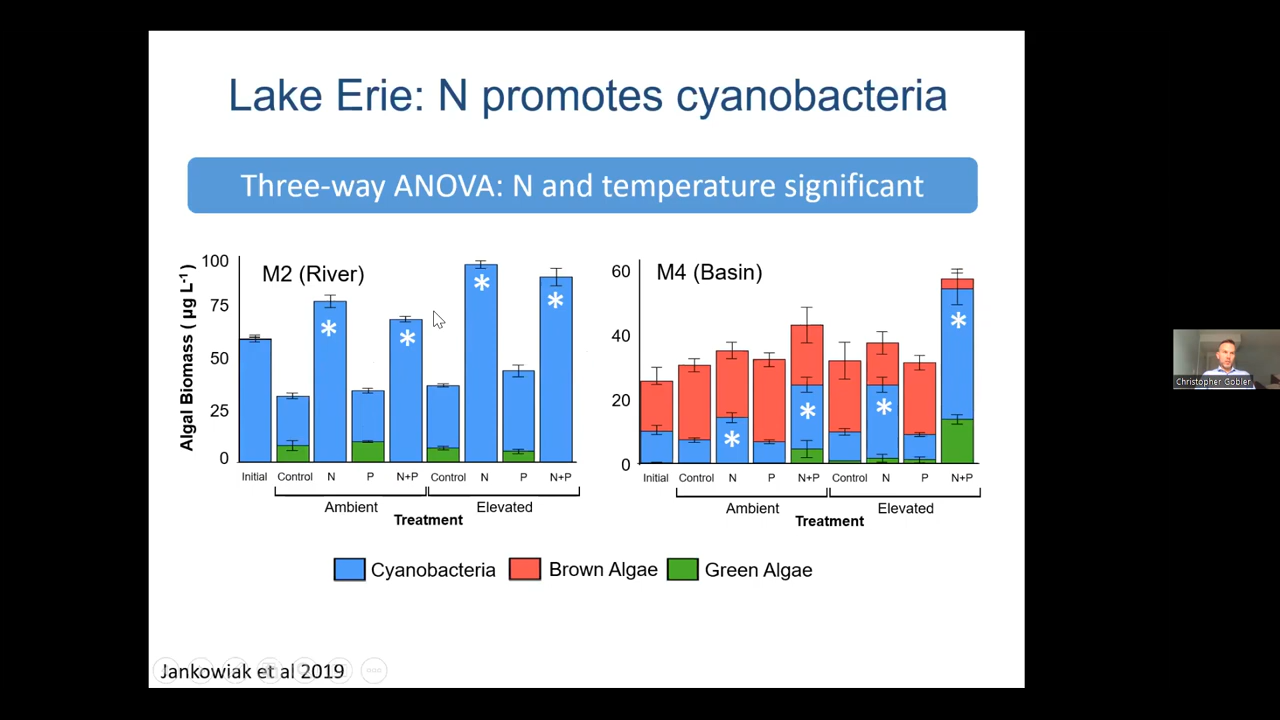 Lake Erie: N promotes cyanobacteria
Three-way ANOVA: N and temperature significant
Algal Biomass ( µg L-1 )
100
75
50
25
0
M2 (River)
*
*
*
*
Initial
Control
N
P
N+P
Control
N
P
N+P
Ambient
Elevated
Treatment
60
40
20
0
M4 (Basin)
*
*
*
*
Initial
Control
N
P
N+P
Control
N
P
N+P
Ambient
Elevated
Treatment
Cyanobacteria
Brown Algae
Green Algae
Jankowiak et al 2019
Christopher Gobler